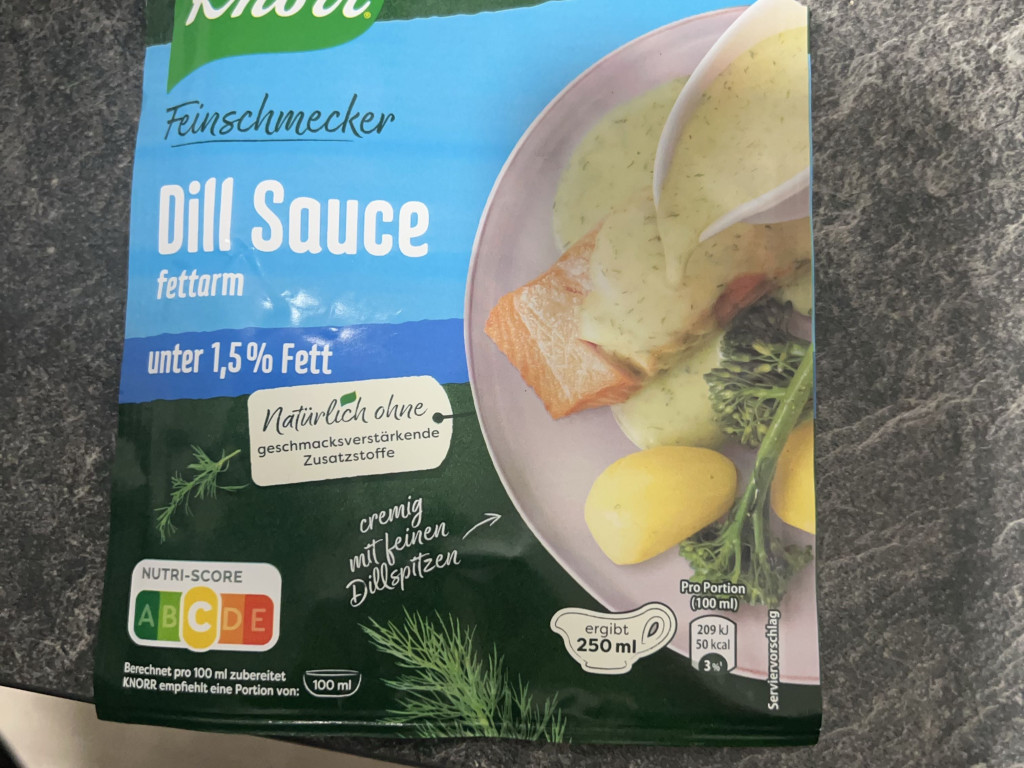 Knorr
Feinschmecker
Dill Sauce
fettarm
unter 1,5% Fett
Natürlich ohne
geschmacksverstärkende
Zusatzstoffe
cremig
mit feinen
Dillspitzen
NUTRI-SCORE
A B C D E
Berechnet pro 100 ml zubereitet
KNORR empfiehlt eine Portion von:
100 ml
ergibt
250 ml
Pro Portion
(100 ml)
209 kJ
50 kcal
3%¹
Serviervorschlag